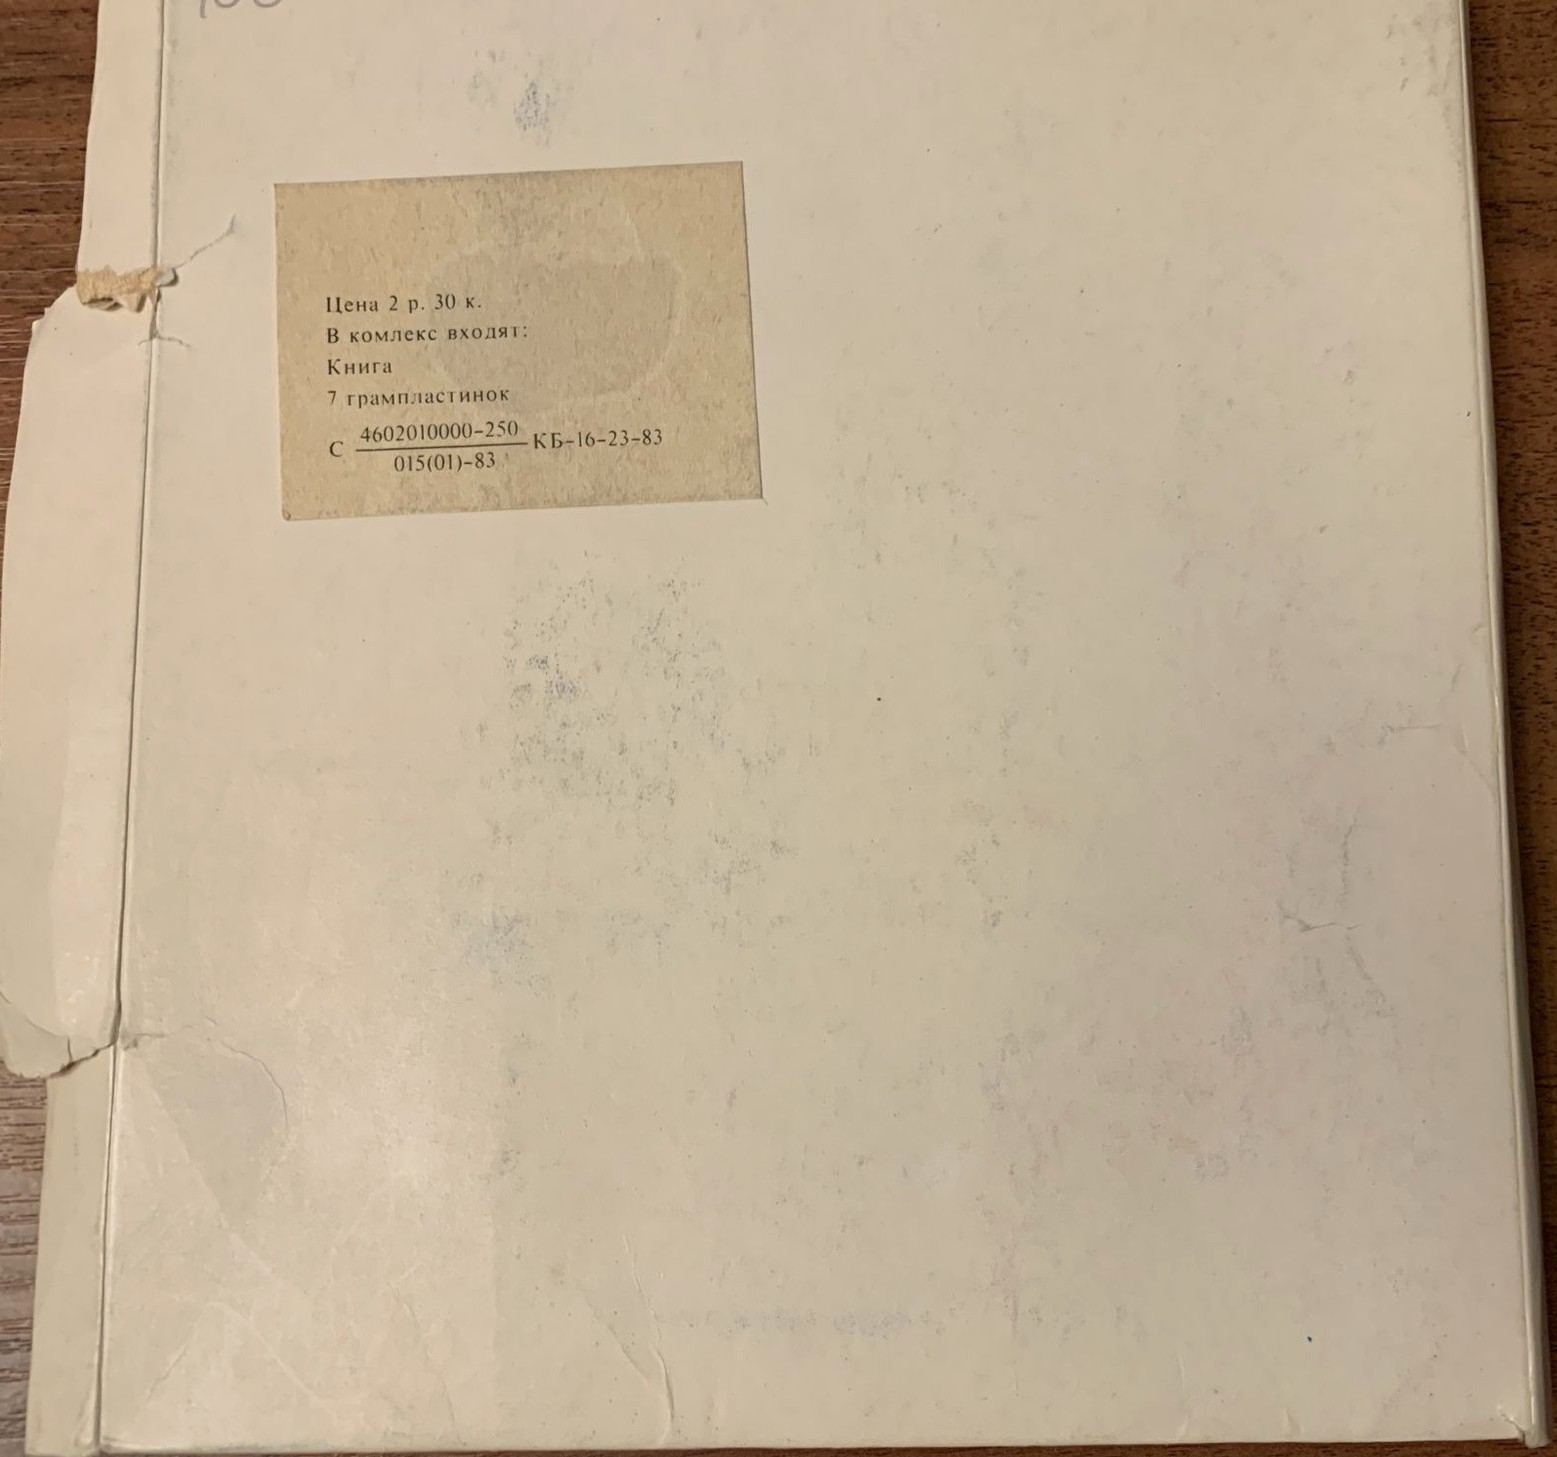 Цена 2 р. 30 к.
В комлекс входят:
Книга
7 грампластинок
С 4602010000-250 КБ-16-23-83
015(01)-83